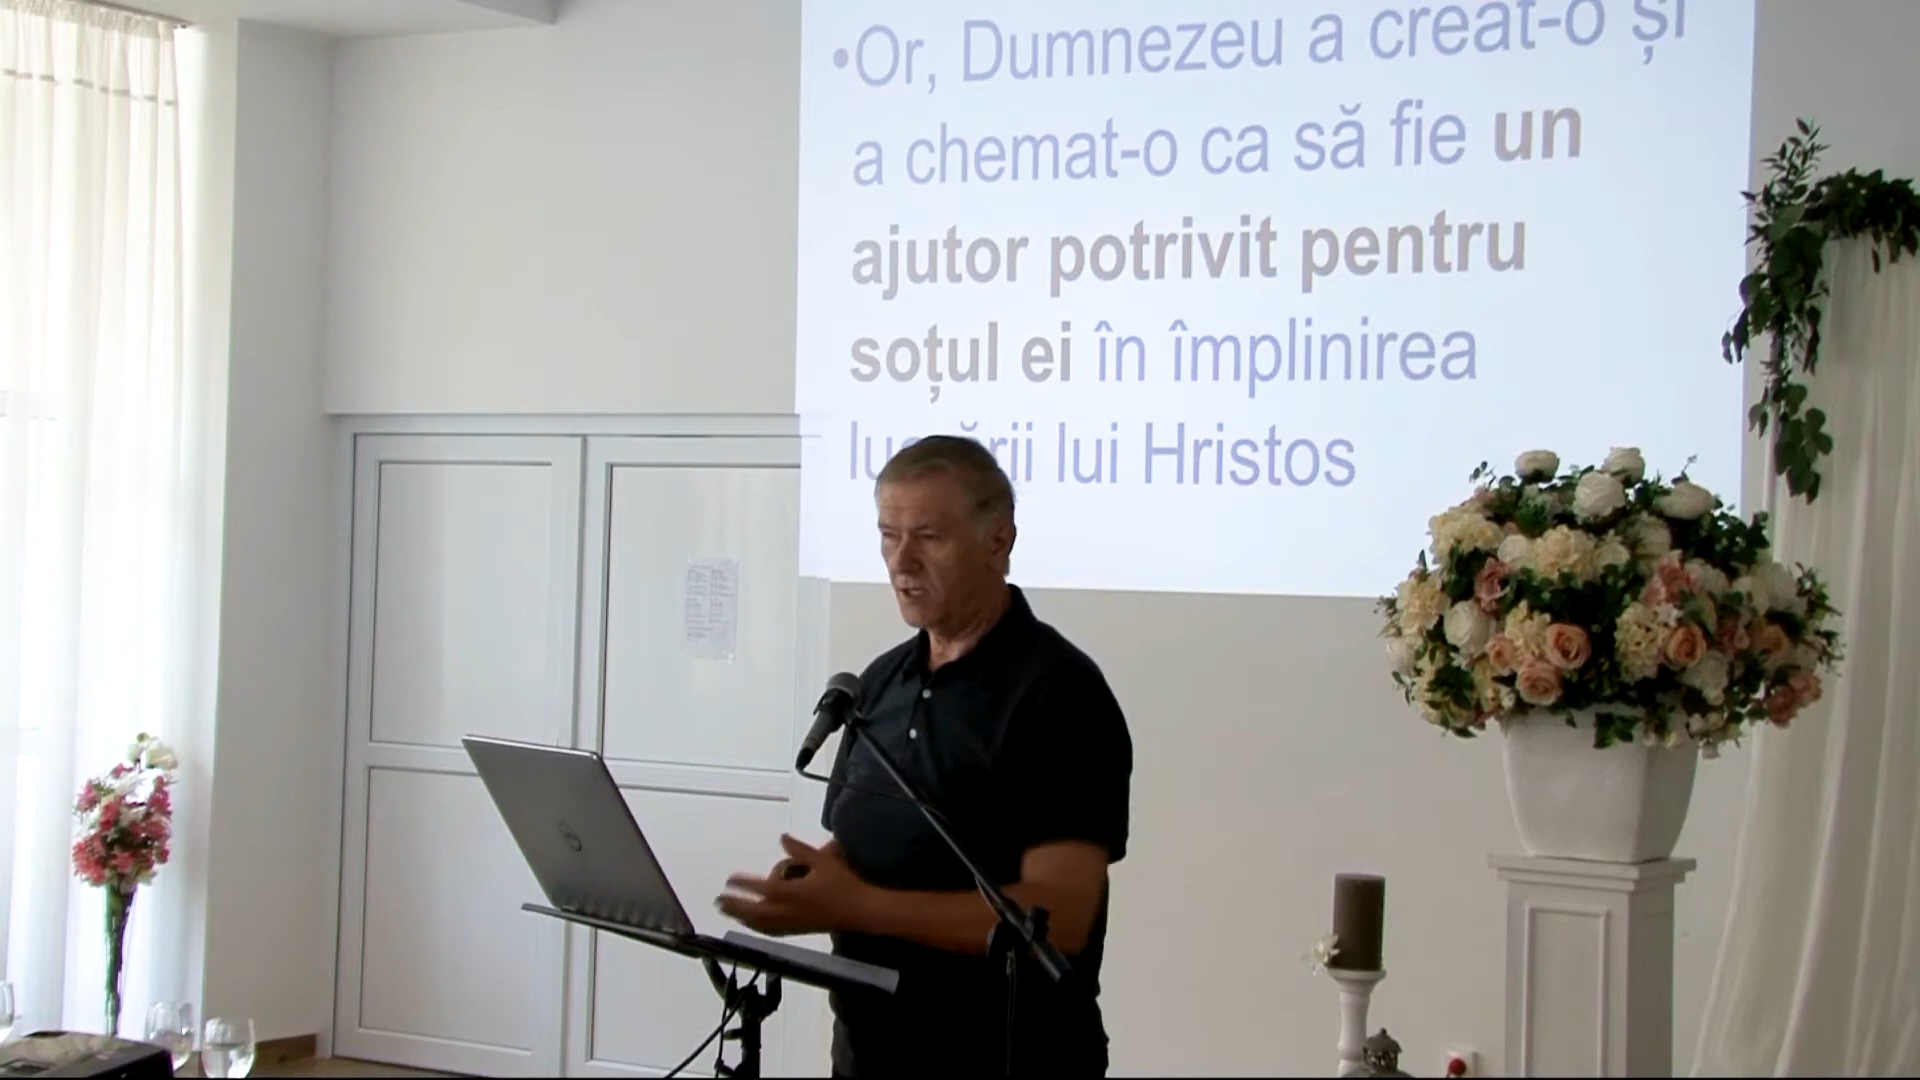 •Or, Dumnezeu a creat-o și
a chemat-o ca să fie un
ajutor potrivit pentru
soțul ei în împlinirea
lui Hristos